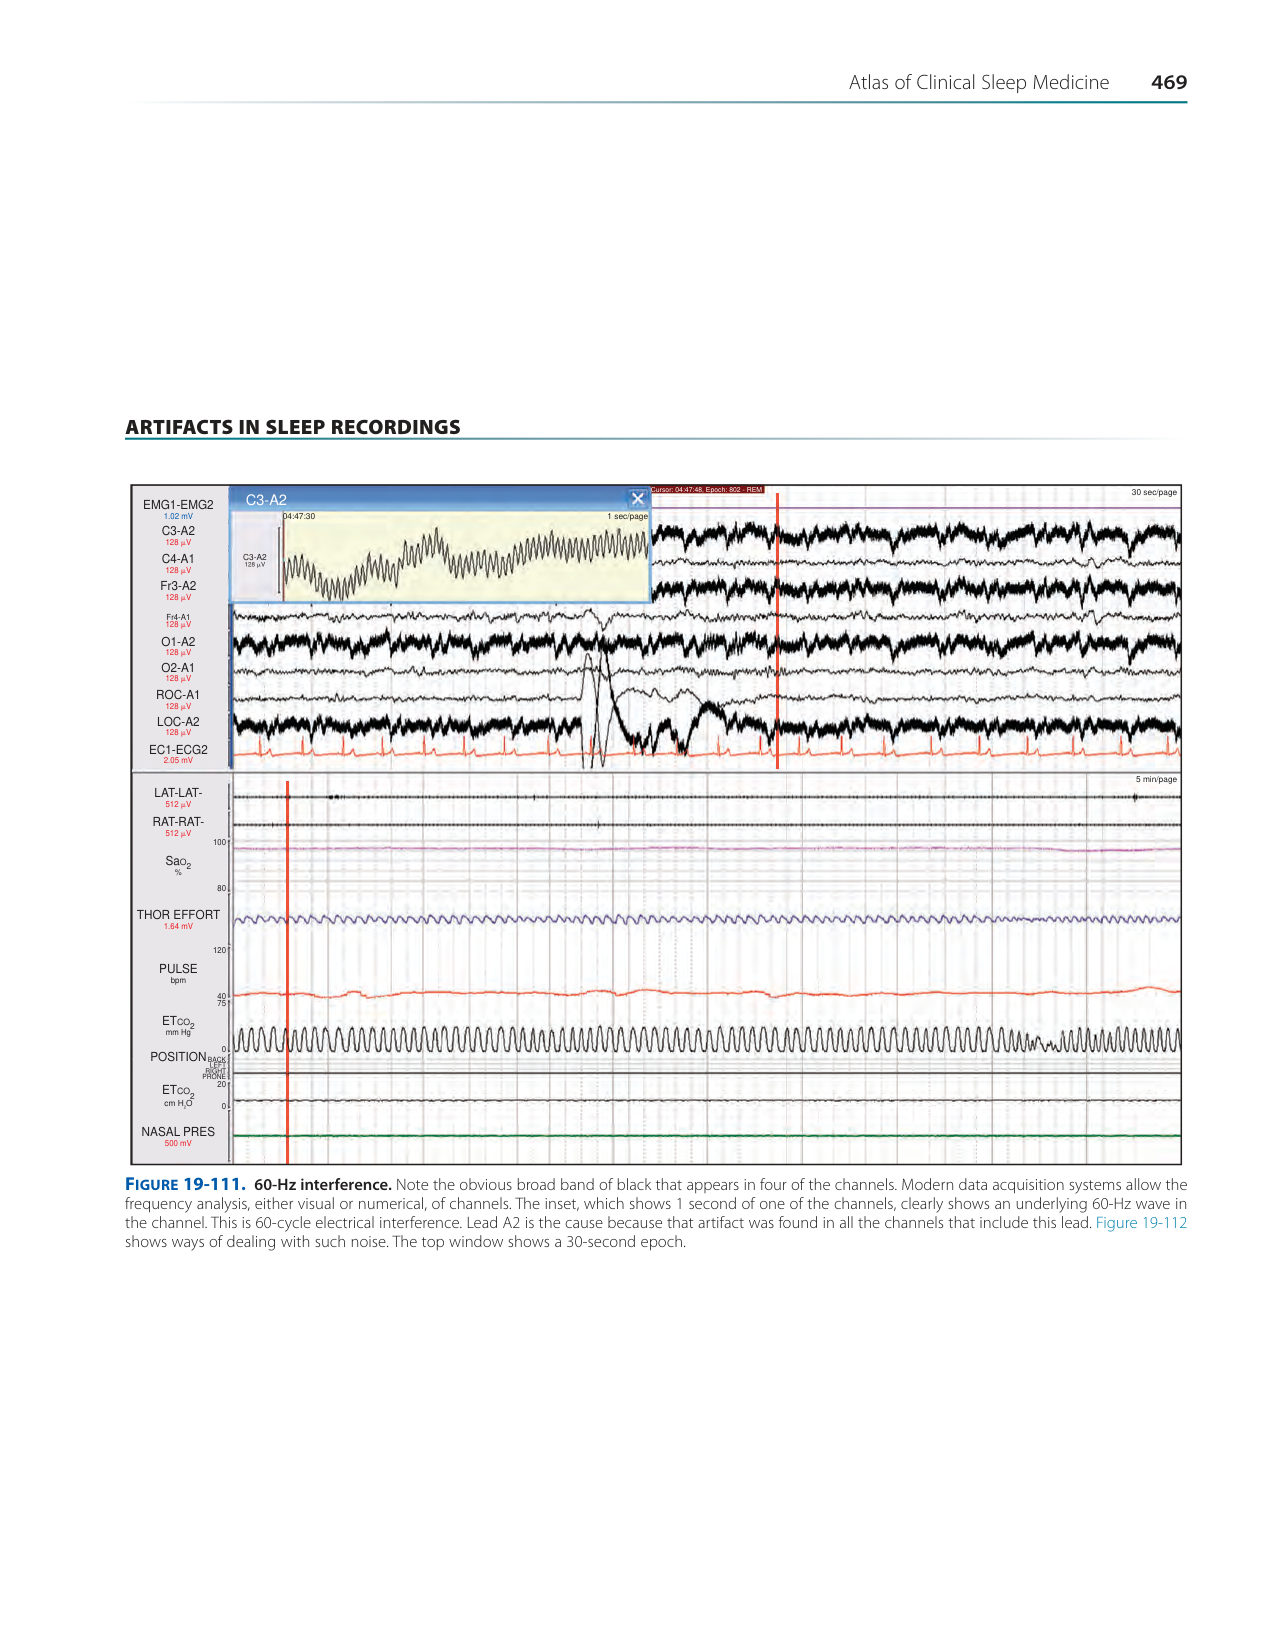 Atlas of Clinical Sleep Medicine 469
ARTIFACTS IN SLEEP RECORDINGS
C3-A2
Cursor: 04:47:48, Epoch: 802 - REM
30 sec/page
04:47:30
1 sec/page
C3-A2
128 µV
EMG1-EMG2
1.02 mV
C3-A2
128 µV
C4-A1
128 µV
Fr3-A2
128 µV
Fr4-A1
128 µV
O1-A2
128 µV
O2-A1
128 µV
ROC-A1
128 µV
LOC-A2
128 µV
EC1-ECG2
2.05 mV
5 min/page
LAT-LAT-
512 µV
RAT-RAT-
512 µV
100
SaO2
%
80
THOR EFFORT
1.64 mV
120
PULSE
bpm
40
75
ETCO2
mm Hg
0
POSITION
BACK
LEFT
RIGHT
PRONE
20
ETCO2
cm H2O
0
NASAL PRES
500 mV
FIGURE 19-111. 60-Hz interference. Note the obvious broad band of black that appears in four of the channels. Modern data acquisition systems allow the
frequency analysis, either visual or numerical, of channels. The inset, which shows 1 second of one of the channels, clearly shows an underlying 60-Hz wave in
the channel. This is 60-cycle electrical interference. Lead A2 is the cause because that artifact was found in all the channels that include this lead. Figure 19-112
shows ways of dealing with such noise. The top window shows a 30-second epoch.